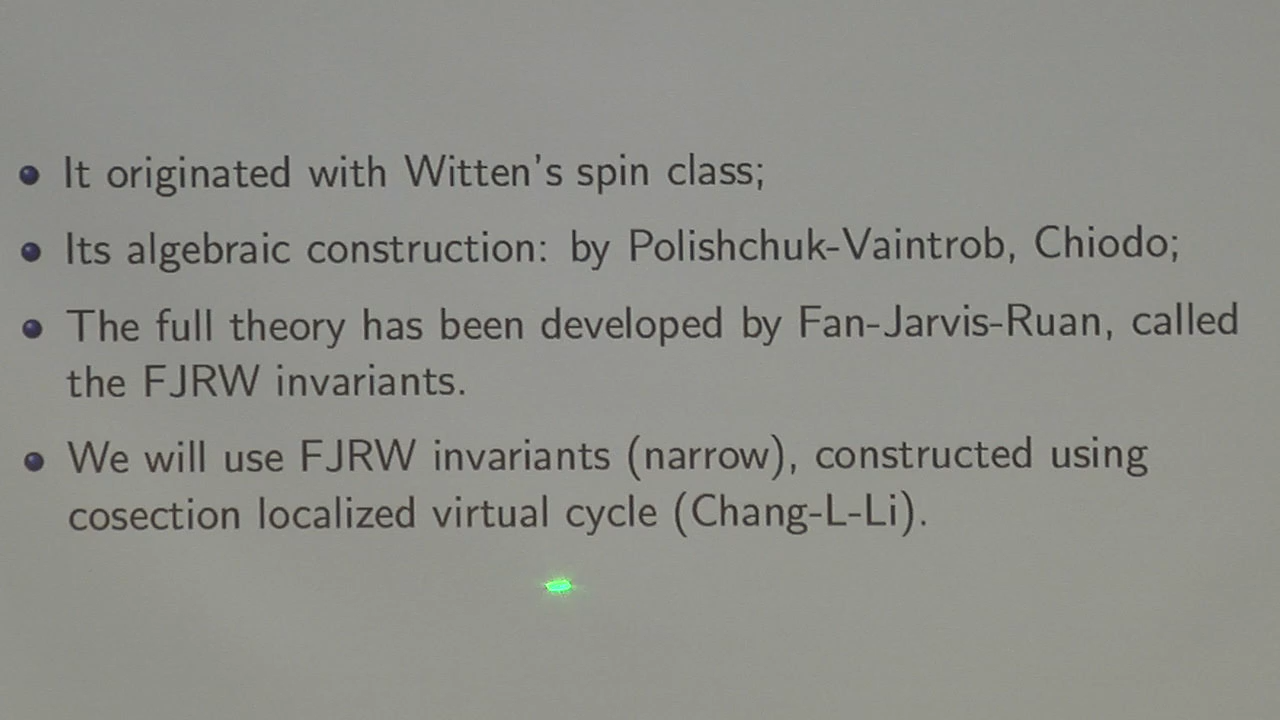 It originated with Witten's spin class;
Its algebraic construction: by Polishchuk-Vaintrob, Chiodo;
The full theory has been developed by Fan-Jarvis-Ruan, called
the FJRW invariants.
We will use FJRW invariants (narrow), constructed using
cosection localized virtual cycle (Chang-L-Li).